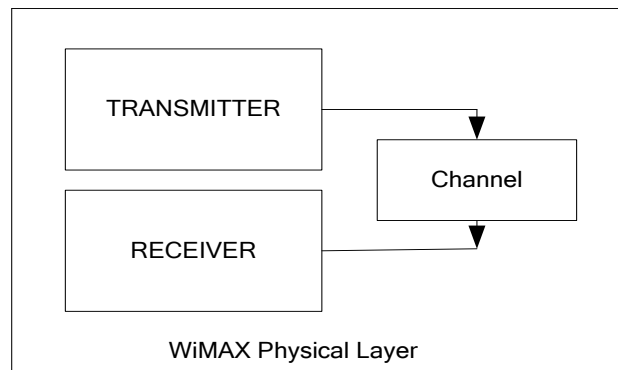 TRANSMITTER
Channel
RECEIVER
WiMAX Physical Layer